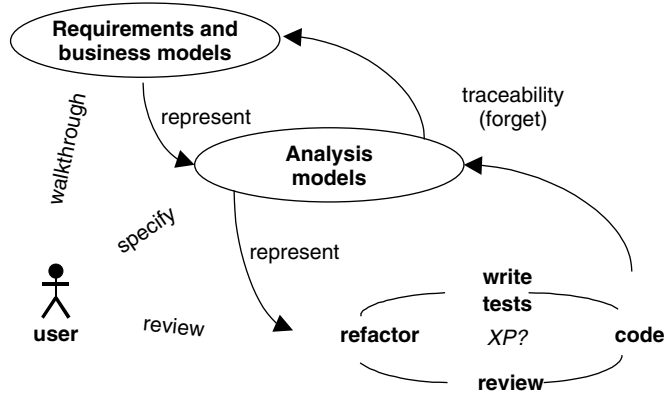 Requirements and
business models
walkthrough
represent
traceability
(forget)
Analysis
models
specify
represent
user
review
write
tests
refactor
XP?
code
review